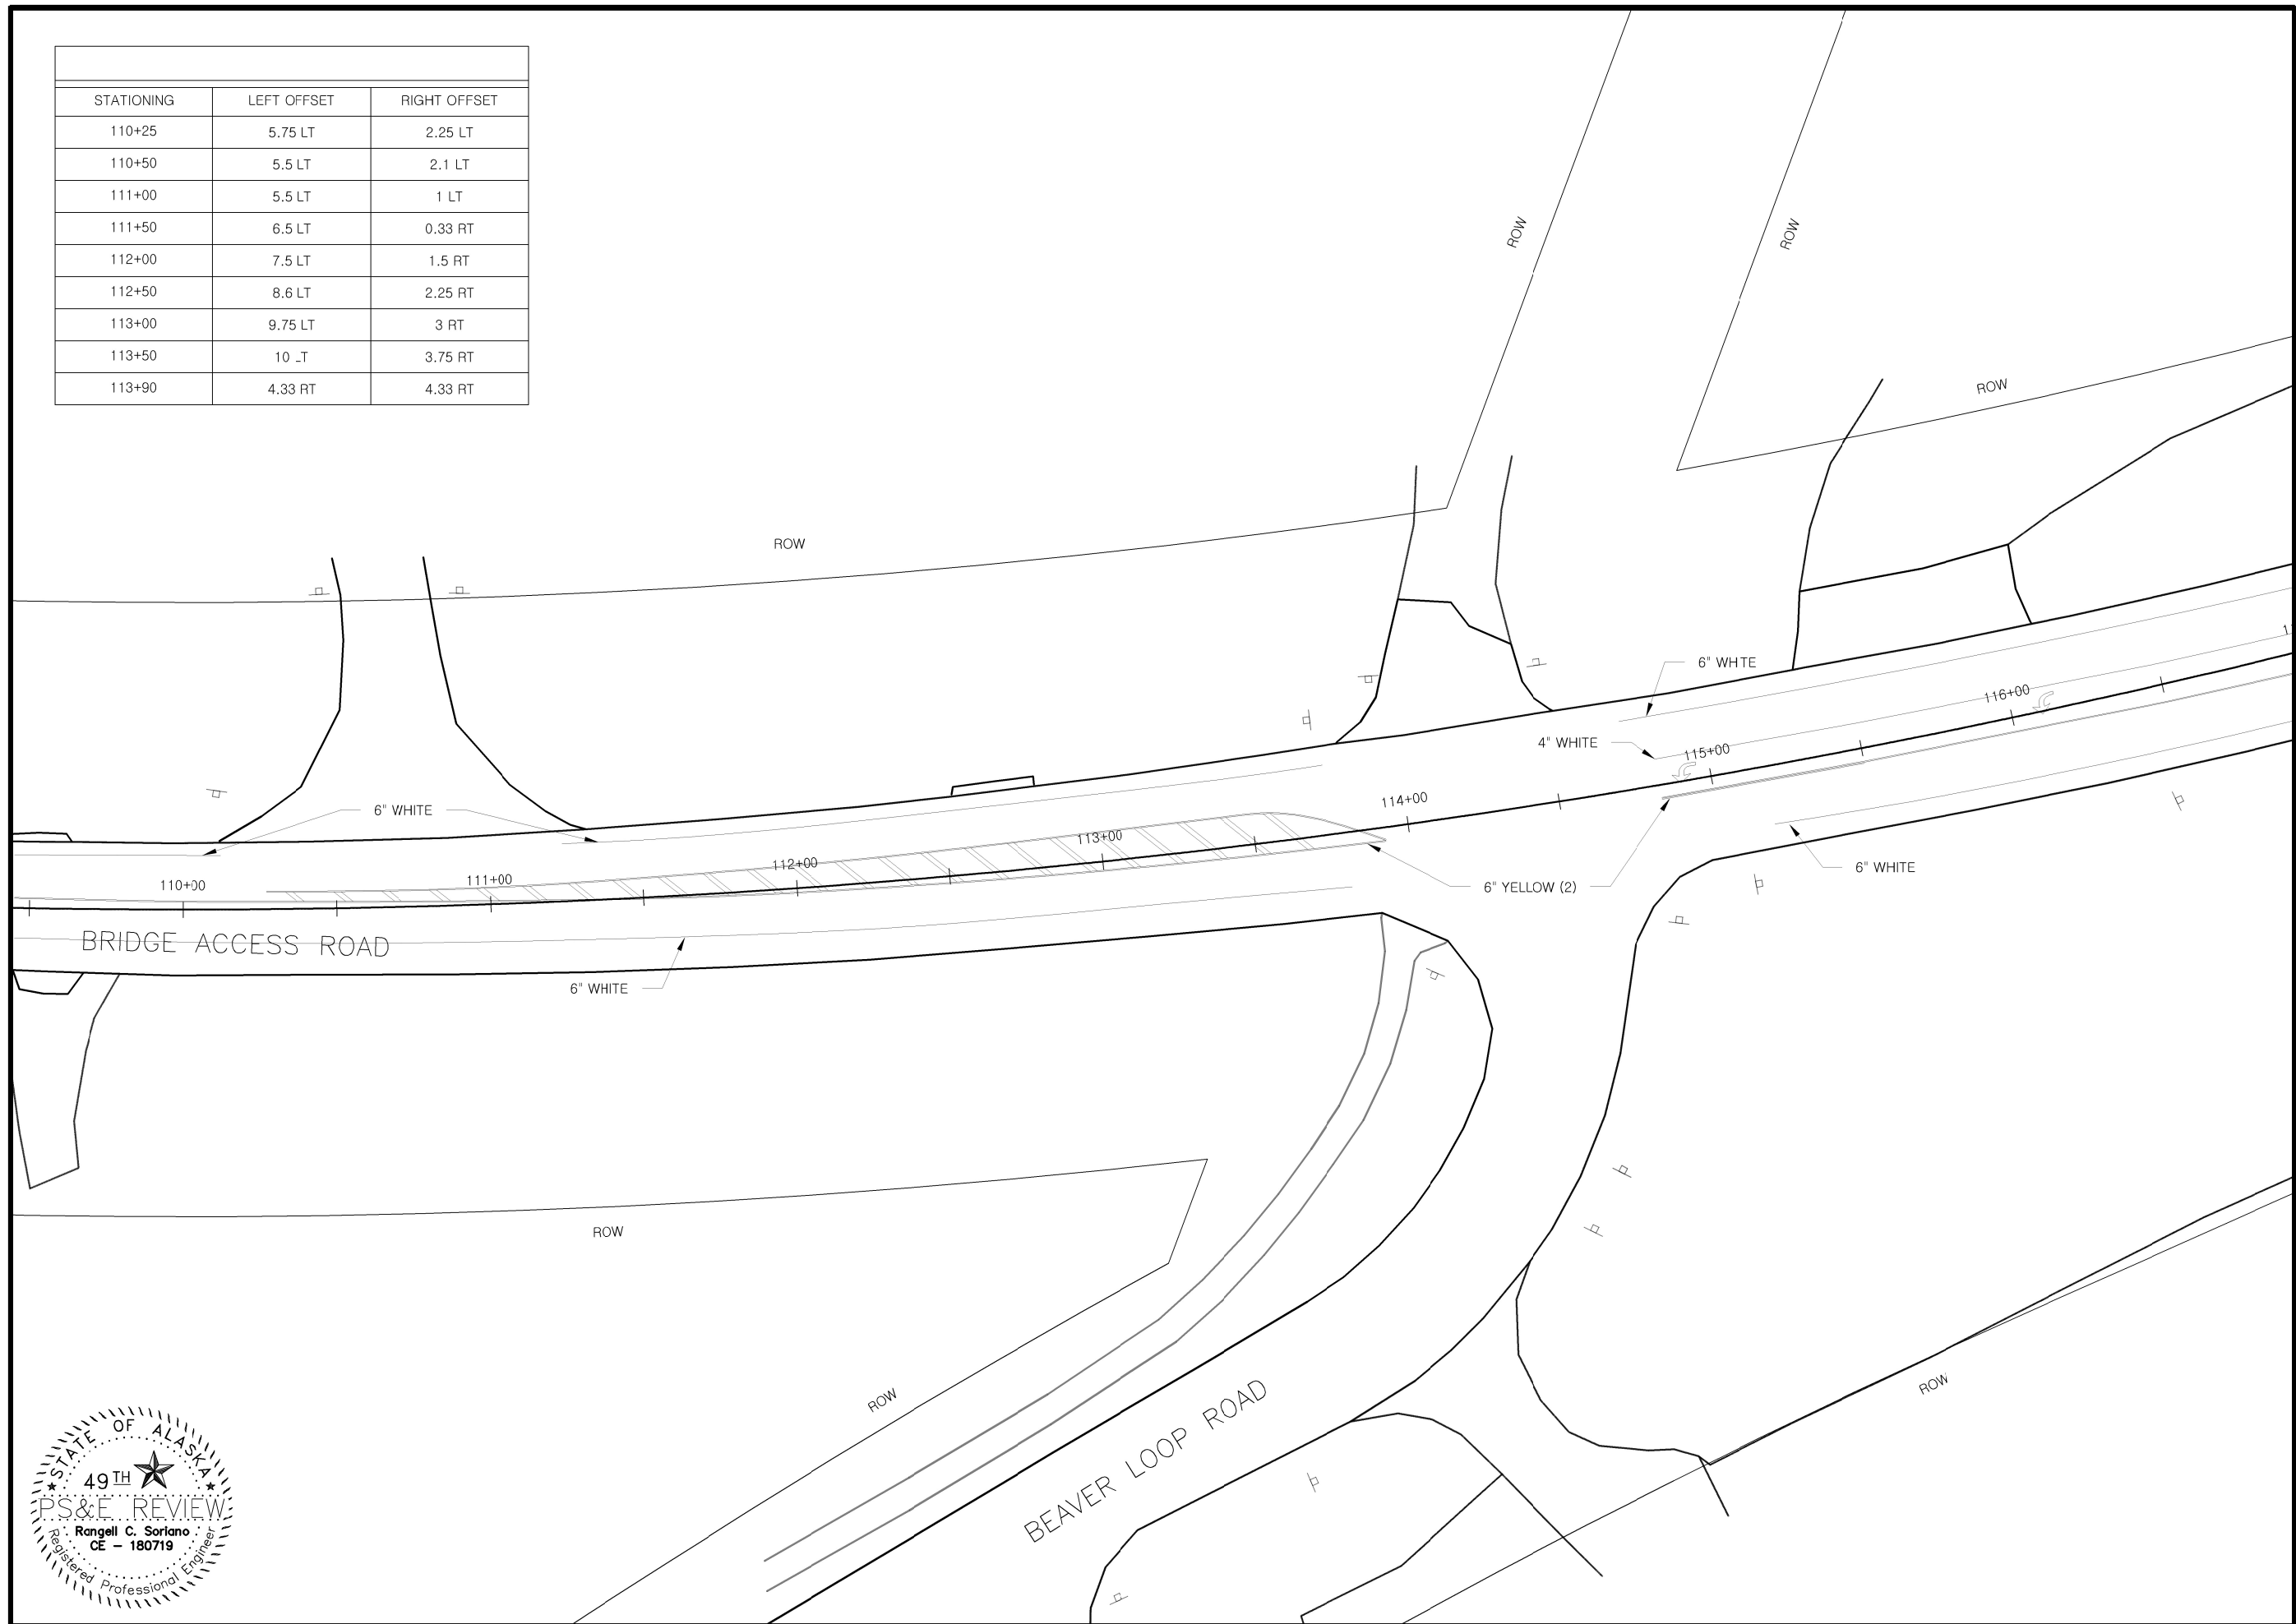 STATIONING LEFT OFFSET RIGHT OFFSET
110+25 5.75 LT 2.25 LT
110+50 5.5 LT 2.1 LT
111+00 5.5 LT 1 LT
111+50 6.5 LT 0.33 RT
112+00 7.5 LT 1.5 RT
112+50 8.6 LT 2.25 RT
113+00 9.75 LT 3 RT
113+50 10 LT 3.75 RT
113+90 4.33 RT 4.33 RT
ROW
ROW
ROW
ROW
6" WHITE
116+00
4" WHITE
115+00
6" WHITE
114+00
113+00
112+00
111+00
110+00
6" WHITE
6" YELLOW (2)
BRIDGE ACCESS ROAD
6" WHITE
ROW
ROW
ROW
BEAVER LOOP ROAD
STATE OF ALASKA
49TH
PS&E REVIEW
Rangell C. Soriano
CE – 180719
Registered Professional Engineer